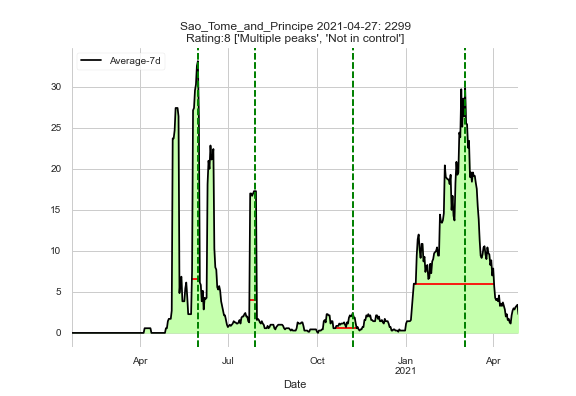 Sao_Tome_and_Principe 2021-04-27: 2299
Rating:8 ['Multiple peaks', 'Not in control']
Average-7d
30
25
20
15
10
5
0
Apr
Jul
Oct
Jan
2021
Apr
Date